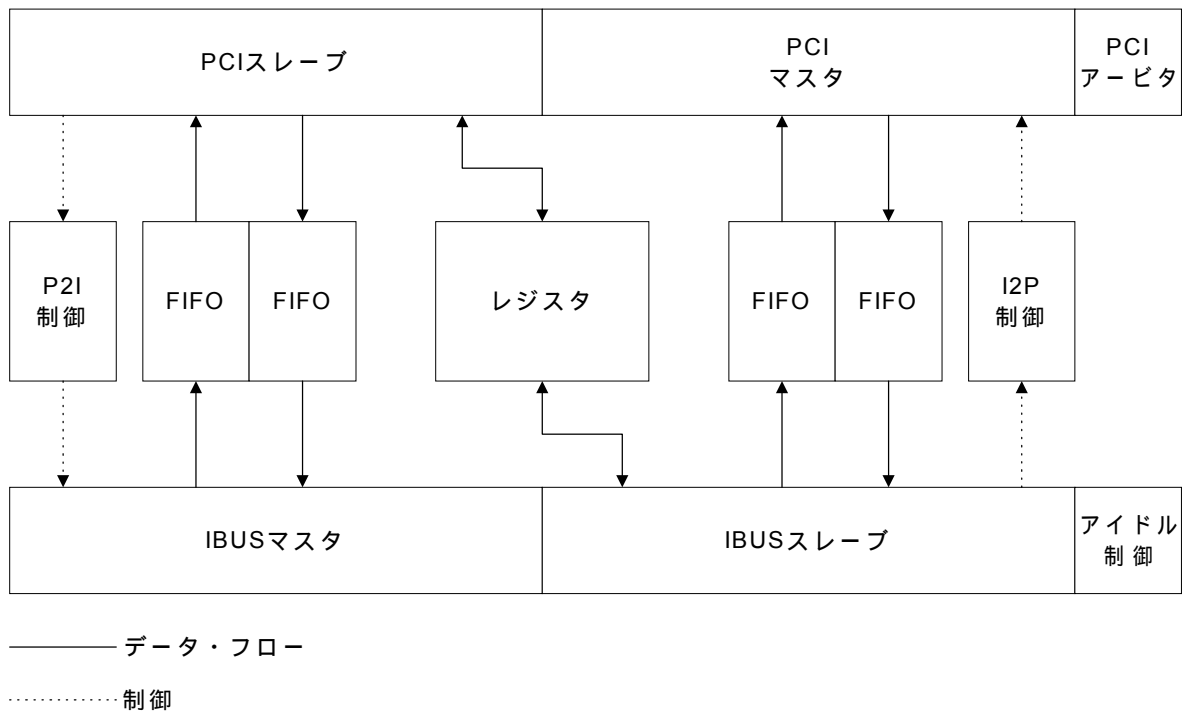 PCIスレーブ
PCI
マスタ
PCI
アービタ
P2I
制御
FIFO
FIFO
レジスタ
FIFO
FIFO
I2P
制御
IBUSマスタ
IBUSスレーブ
アイドル
制御
データ・フロー
制御